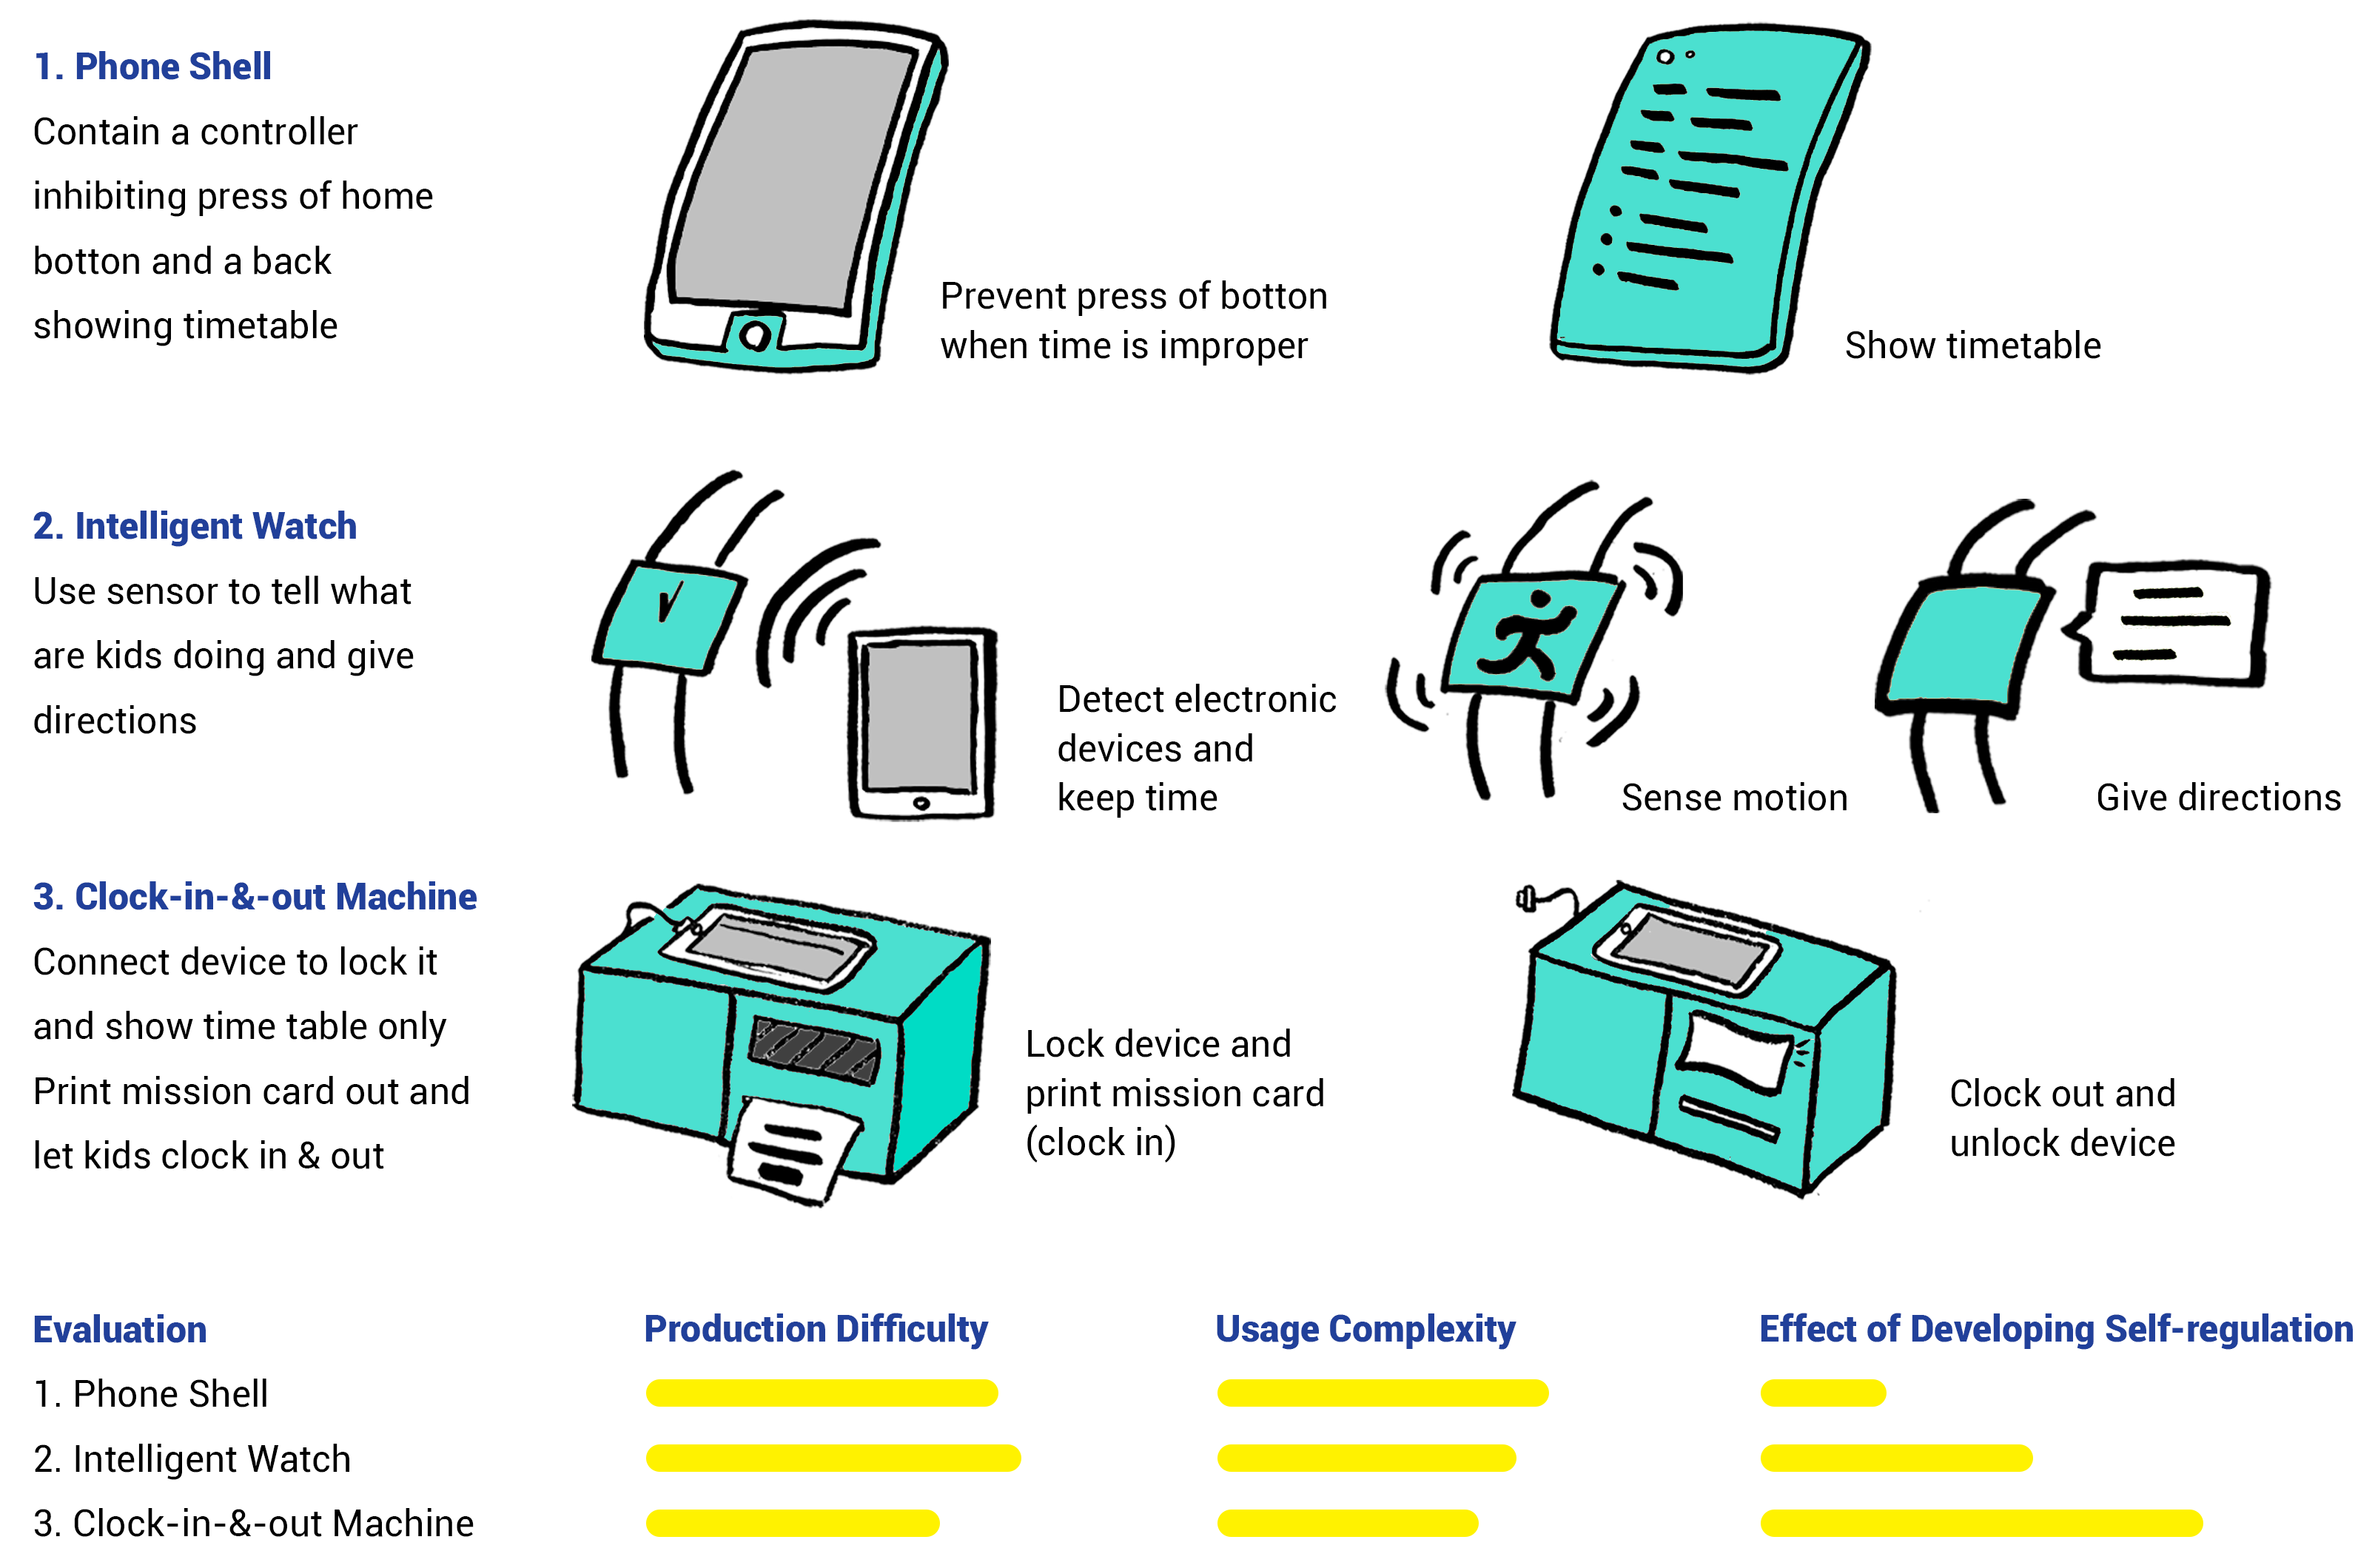 1. Phone Shell
Contain a controller
inhibiting press of home
botton and a back
showing timetable
Prevent press of botton
when time is improper
Show timetable
2. Intelligent Watch
Use sensor to tell what
are kids doing and give
directions
Detect electronic
devices and
keep time
Sense motion
Give directions
3. Clock-in-&-out Machine
Connect device to lock it
and show time table only
Print mission card out and
let kids clock in & out
Lock device and
print mission card
(clock in)
Clock out and
unlock device
Evaluation
Production Difficulty
Usage Complexity
Effect of Developing Self-regulation
1. Phone Shell
2. Intelligent Watch
3. Clock-in-&-out Machine